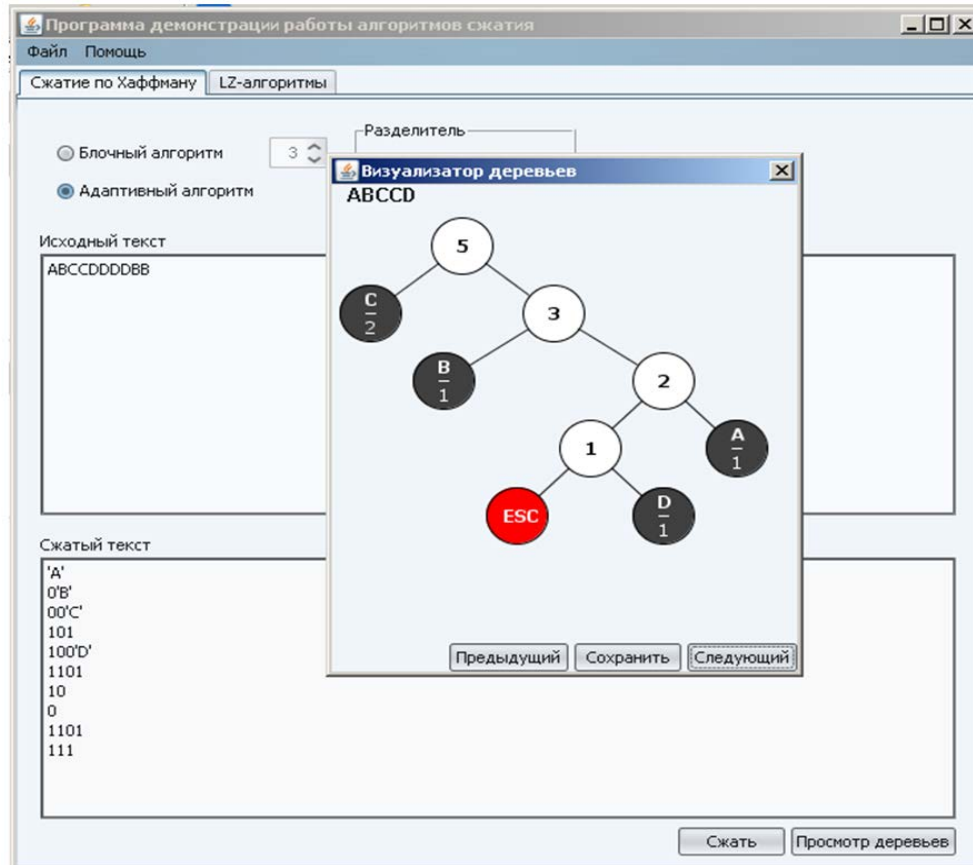 Программа демонстрации работы алгоритмов сжатия
Файл Помощь
Сжатие по Хаффману LZ-алгоритмы
Разделитель
Блочный алгоритм 3
Адаптивный алгоритм
Исходный текст
ABCCDDDDBB
Визуализатор деревьев
ABCCD
5
C
2
3
B
1
2
1
A
1
ESC
D
1
Предыдущий Сохранить Следующий
Сжатый текст
'A'
0'B'
00'C'
101
100'D'
1101
10
0
1101
111
Сжать Просмотр деревьев